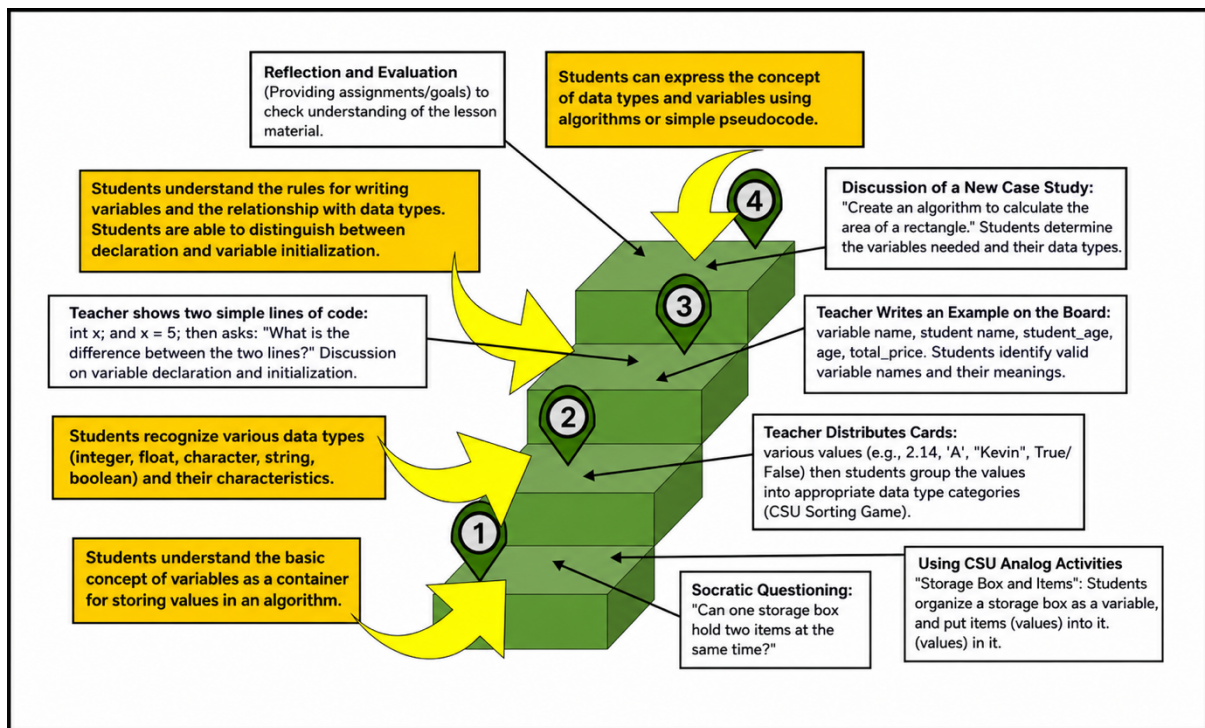 Reflection and Evaluation
(Providing assignments/goals) to
check understanding of the lesson
material.
Students can express the concept
of data types and variables using
algorithms or simple pseudocode.
Students understand the rules for writing
variables and the relationship with data types.
Students are able to distinguish between
declaration and variable initialization.
4
Discussion of a New Case Study:
"Create an algorithm to calculate the
area of a rectangle." Students determine
the variables needed and their data types.
Teacher shows two simple lines of code:
int x; and x = 5; then asks: "What is the
difference between the two lines?" Discussion
on variable declaration and initialization.
3
Teacher Writes an Example on the Board:
variable name, student name, student_age,
age, total_price. Students identify valid
variable names and their meanings.
Students recognize various data types
(integer, float, character, string,
boolean) and their characteristics.
2
Teacher Distributes Cards:
various values (e.g., 2.14, 'A', "Kevin", True/
False) then students group the values
into appropriate data type categories
(CSU Sorting Game).
1
Students understand the basic
concept of variables as a container
for storing values in an algorithm.
Socratic Questioning:
"Can one storage box
hold two items at the
same time?"
Using CSU Analog Activities
"Storage Box and Items": Students
organize a storage box as a variable,
and put items (values) into it.
(values) in it.